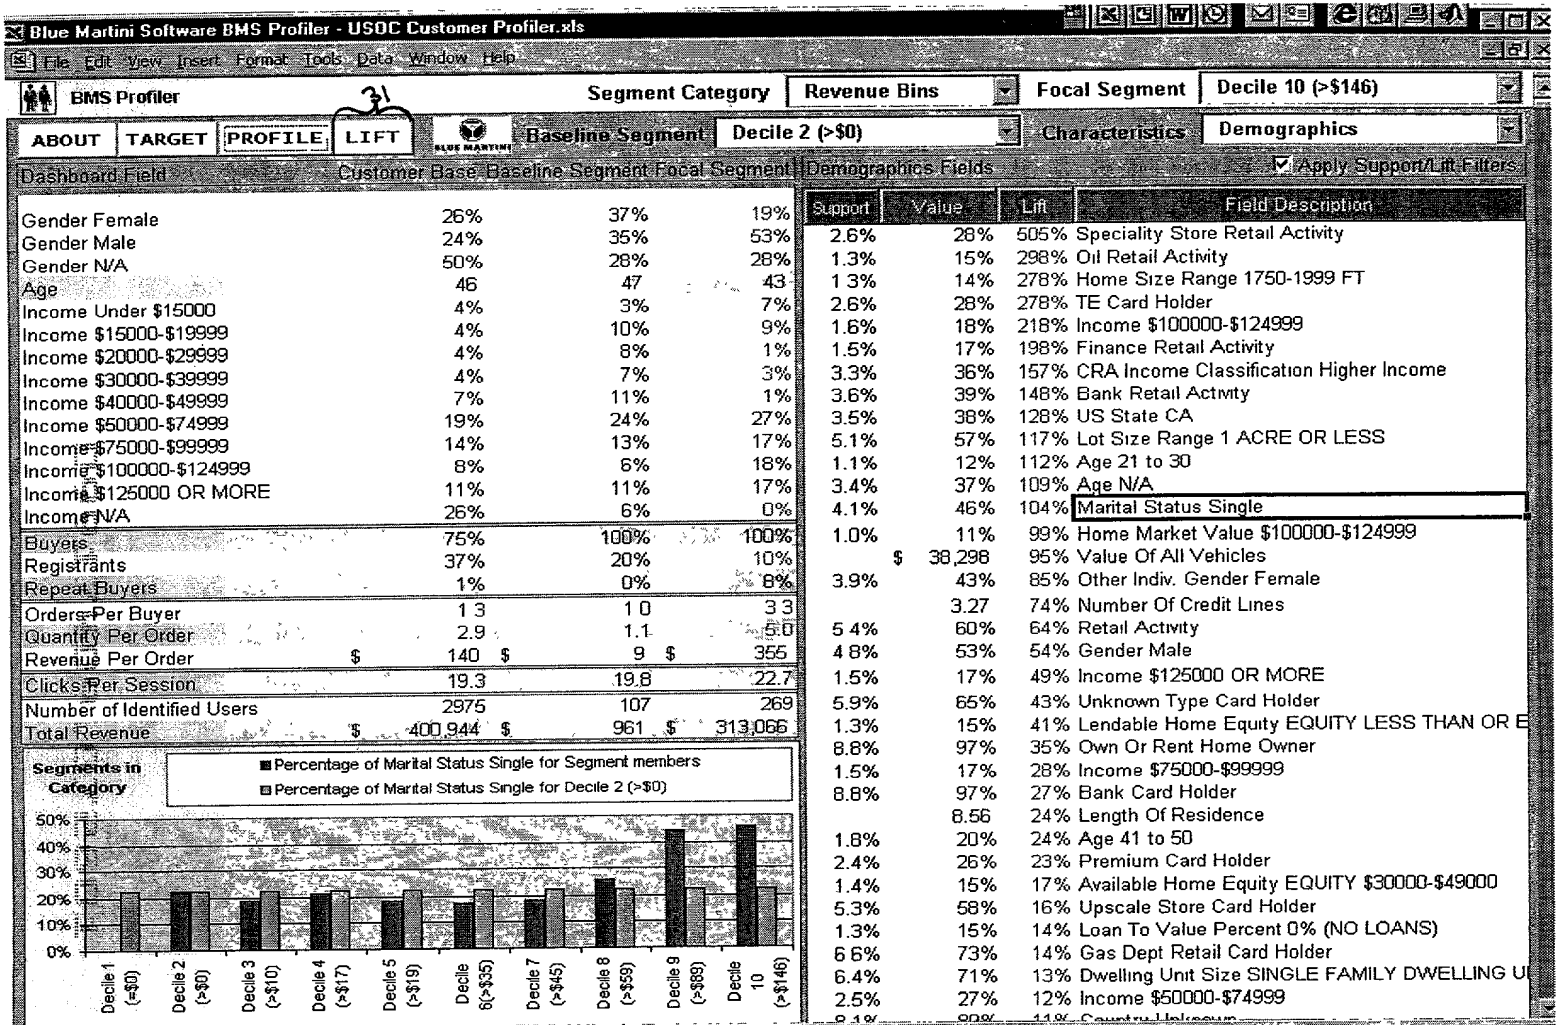 Blue Martini Software BMS Profiler - USOC Customer Profiler.xls
File Edit View Insert Format Tools Data Window Help
BMS Profiler
31
Segment Category Revenue Bins Focal Segment Decile 10 (>$146)
ABOUT TARGET PROFILE LIFT BLUE MARTINI Baseline Segment Decile 2 (>$0) Characteristics Demographics
Dashboard Field Customer Base Baseline Segment Focal Segment
Gender Female 26% 37% 19%
Gender Male 24% 35% 53%
Gender N/A 50% 28% 28%
Age 46 47 43
Income Under $15000 4% 3% 7%
Income $15000-$19999 4% 10% 9%
Income $20000-$29999 4% 8% 1%
Income $30000-$39999 4% 7% 3%
Income $40000-$49999 7% 11% 1%
Income $50000-$74999 19% 24% 27%
Income $75000-$99999 14% 13% 17%
Income $100000-$124999 8% 6% 18%
Income $125000 OR MORE 11% 11% 17%
Income N/A 26% 6% 0%
Buyers 75% 100% 100%
Registrants 37% 20% 10%
Repeat Buyers 1% 0% 8%
Orders Per Buyer 1 3 1 0 3 3
Quantity Per Order 2.9 1.1 5.0
Revenue Per Order $ 140 $ 9 $ 355
Clicks Per Session 19.3 19.8 22.7
Number of Identified Users 2975 107 269
Total Revenue $ 400,944 $ 961 $ 313,066
Segments in Category
Percentage of Marital Status Single for Segment members
Percentage of Marital Status Single for Decile 2 (>$0)
50%
40%
30%
20%
10%
0%
Decile 1 (=$0)
Decile 2 (>$0)
Decile 3 (>$10)
Decile 4 (>$17)
Decile 5 (>$19)
Decile 6(>$35)
Decile 7 (>$45)
Decile 8 (>$59)
Decile 9 (>$89)
Decile 10 (>$146)
Demographics Fields Apply Support/Lift Filters
Support Value Lift Field Description
2.6% 28% 505% Speciality Store Retail Activity
1.3% 15% 298% Oil Retail Activity
1 3% 14% 278% Home Size Range 1750-1999 FT
2.6% 28% 278% TE Card Holder
1.6% 18% 218% Income $100000-$124999
1.5% 17% 198% Finance Retail Activity
3.3% 36% 157% CRA Income Classification Higher Income
3.6% 39% 148% Bank Retail Activity
3.5% 38% 128% US State CA
5.1% 57% 117% Lot Size Range 1 ACRE OR LESS
1.1% 12% 112% Age 21 to 30
3.4% 37% 109% Age N/A
4.1% 46% 104% Marital Status Single
1.0% 11% 99% Home Market Value $100000-$124999
$ 38,298 95% Value Of All Vehicles
3.9% 43% 85% Other Indiv. Gender Female
3.27 74% Number Of Credit Lines
5 4% 60% 64% Retail Activity
4 8% 53% 54% Gender Male
1.5% 17% 49% Income $125000 OR MORE
5.9% 65% 43% Unknown Type Card Holder
1.3% 15% 41% Lendable Home Equity EQUITY LESS THAN OR E
8.8% 97% 35% Own Or Rent Home Owner
1.5% 17% 28% Income $75000-$99999
8.8% 97% 27% Bank Card Holder
8.56 24% Length Of Residence
1.8% 20% 24% Age 41 to 50
2.4% 26% 23% Premium Card Holder
1.4% 15% 17% Available Home Equity EQUITY $30000-$49000
5.3% 58% 16% Upscale Store Card Holder
1.3% 15% 14% Loan To Value Percent 0% (NO LOANS)
6 6% 73% 14% Gas Dept Retail Card Holder
6.4% 71% 13% Dwelling Unit Size SINGLE FAMILY DWELLING U
2.5% 27% 12% Income $50000-$74999